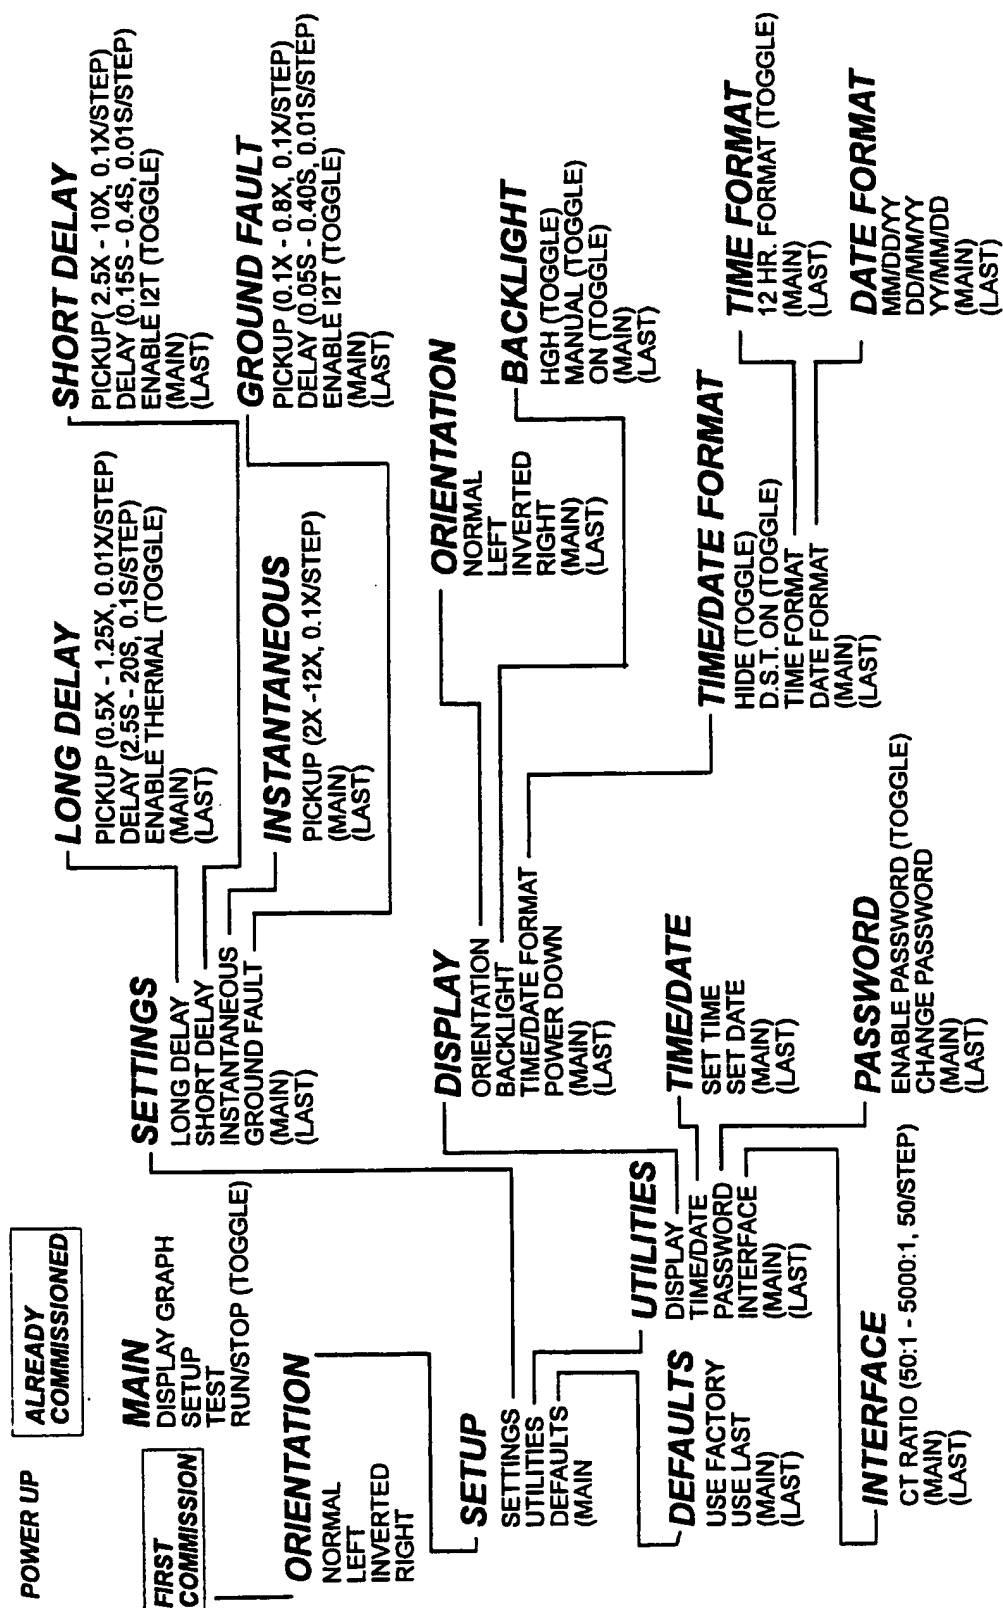 POWER UP
FIRST
COMMISSION
ALREADY
COMMISSIONED
MAIN
DISPLAY GRAPH
SETUP
TEST
RUN/STOP (TOGGLE)
ORIENTATION
NORMAL
LEFT
INVERTED
RIGHT
SETUP
SETTINGS
UTILITIES
DEFAULTS
(MAIN
DEFAULTS
USE FACTORY
USE LAST
(MAIN)
(LAST)
SETTINGS
LONG DELAY
SHORT DELAY
INSTANTANEOUS
GROUND FAULT
(MAIN)
(LAST)
LONG DELAY
PICKUP (0.5X - 1.25X, 0.01X/STEP)
DELAY (2.5S - 20S, 0.1S/STEP)
ENABLE THERMAL (TOGGLE)
(MAIN)
(LAST)
SHORT DELAY
PICKUP( 2.5X - 10X, 0.1X/STEP)
DELAY (0.15S - 0.4S, 0.01S/STEP)
ENABLE I2T (TOGGLE)
(MAIN)
(LAST)
INSTANTANEOUS
PICKUP (2X -12X, 0.1X/STEP)
(MAIN)
(LAST)
GROUND FAULT
PICKUP (0.1X - 0.8X, 0.1X/STEP)
DELAY (0.05S - 0.40S, 0.01S/STEP)
ENABLE I2T (TOGGLE)
(MAIN)
(LAST)
UTILITIES
DISPLAY
TIME/DATE
PASSWORD
INTERFACE
(MAIN)
(LAST)
DISPLAY
ORIENTATION
BACKLIGHT
TIME/DATE FORMAT
POWER DOWN
(MAIN)
(LAST)
ORIENTATION
NORMAL
LEFT
INVERTED
RIGHT
(MAIN)
(LAST)
BACKLIGHT
HGH (TOGGLE)
MANUAL (TOGGLE)
ON (TOGGLE)
(MAIN)
(LAST)
TIME/DATE FORMAT
HIDE (TOGGLE)
D.S.T. ON (TOGGLE)
TIME FORMAT
DATE FORMAT
(MAIN)
(LAST)
TIME FORMAT
12 HR. FORMAT (TOGGLE)
(MAIN)
(LAST)
DATE FORMAT
MM/DD/YY
DD/MM/YY
YY/MM/DD
(MAIN)
(LAST)
TIME/DATE
SET TIME
SET DATE
(MAIN)
(LAST)
PASSWORD
ENABLE PASSWORD (TOGGLE)
CHANGE PASSWORD
(MAIN)
(LAST)
INTERFACE
CT RATIO (50:1 - 5000:1, 50/STEP)
(MAIN)
(LAST)